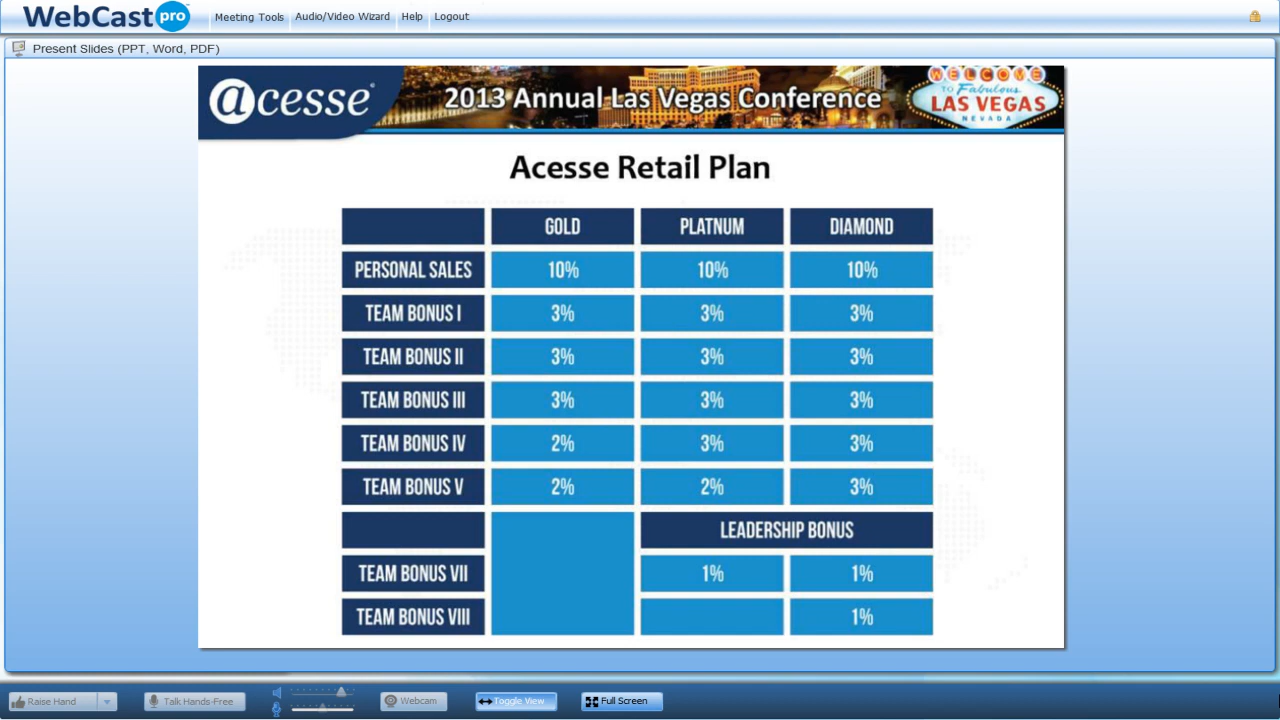 WebCast pro Meeting Tools Audio/Video Wizard Help Logout
Present Slides (PPT, Word, PDF)
@cesse® 2013 Annual Las Vegas Conference
WELCOME
TO Fabulous
LAS VEGAS
NEVADA
Acesse Retail Plan
GOLD PLATNUM DIAMOND
PERSONAL SALES 10% 10% 10%
TEAM BONUS I 3% 3% 3%
TEAM BONUS II 3% 3% 3%
TEAM BONUS III 3% 3% 3%
TEAM BONUS IV 2% 3% 3%
TEAM BONUS V 2% 2% 3%
LEADERSHIP BONUS
TEAM BONUS VII 1% 1%
TEAM BONUS VIII 1%
Raise Hand Talk Hands-Free Webcam Toggle View Full Screen